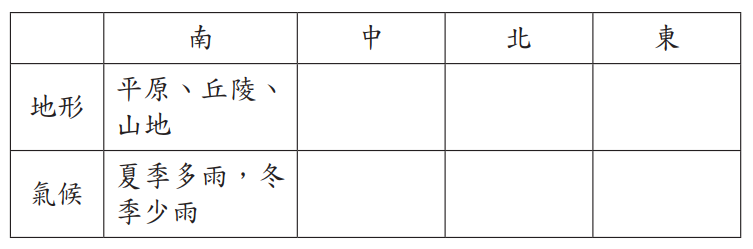 南 中 北 東
地形 平原、丘陵、
山地
氣候 夏季多雨，冬
季少雨